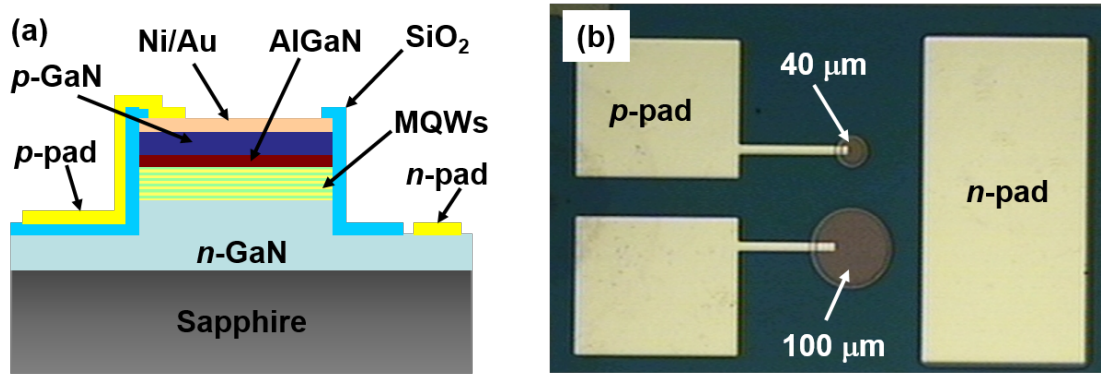 (a)
Ni/Au
AlGaN
SiO₂
p-GaN
MQWs
p-pad
n-pad
n-GaN
Sapphire
(b)
40 μm
p-pad
n-pad
100 μm